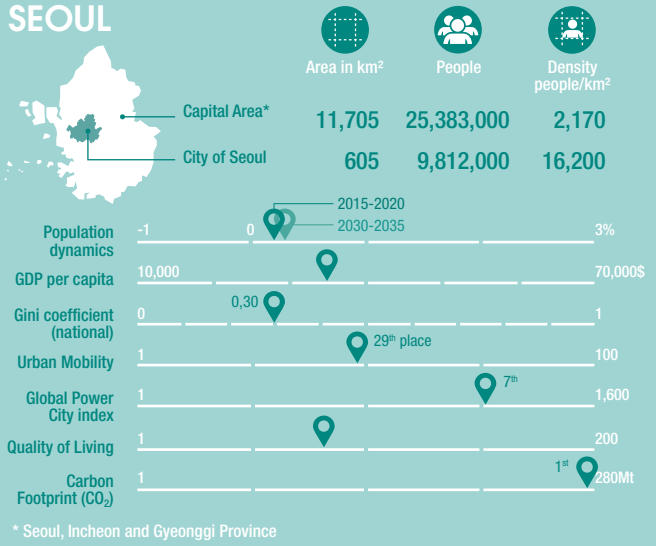 SEOUL
Area in km²
People
Density
people/km²
Capital Area*
11,705
25,383,000
2,170
City of Seoul
605
9,812,000
16,200
2015-2020
2030-2035
Population
dynamics
-1
0
3%
GDP per capita
10,000
70,000$
Gini coefficient
(national)
0
0,30
1
Urban Mobility
1
29th place
100
Global Power
City index
1
7th
1,600
Quality of Living
1
200
Carbon
Footprint (CO₂)
1
1st
280Mt
* Seoul, Incheon and Gyeonggi Province